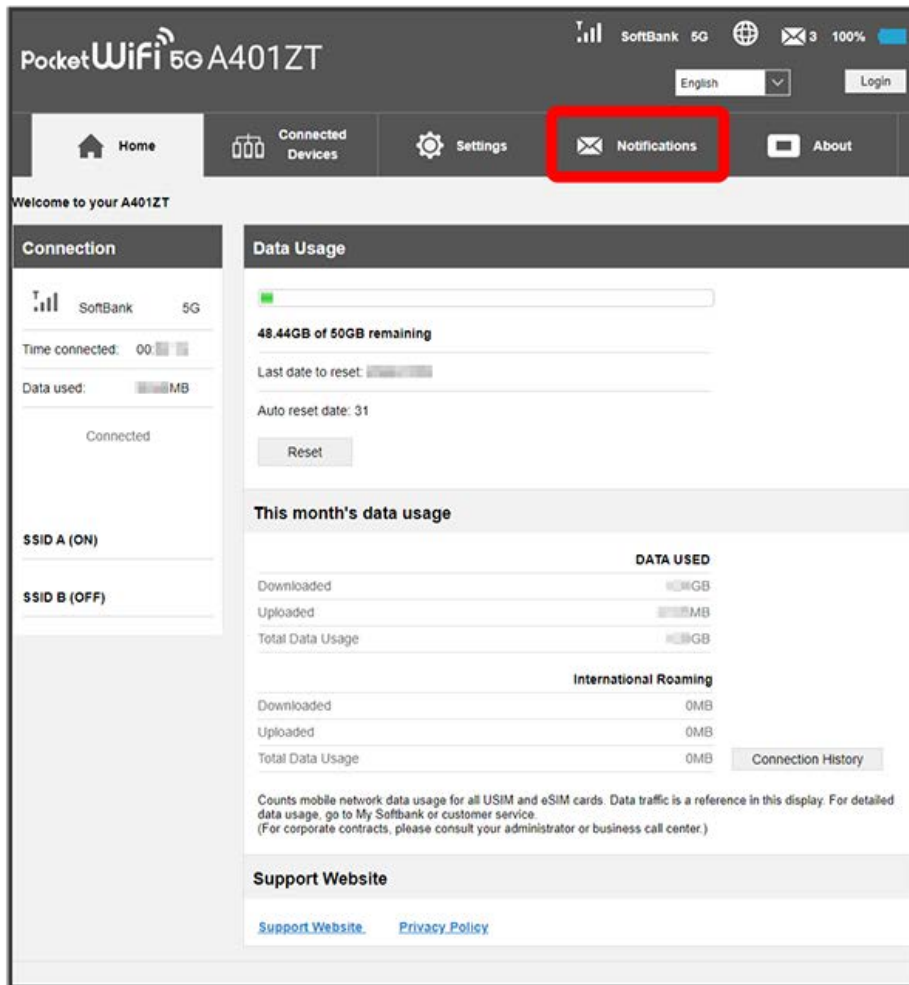 SoftBank 5G 3 100%
Pocket WiFi 5G A401ZT
English Login
Home Connected Devices Settings Notifications About
Welcome to your A401ZT
Connection
SoftBank 5G
Time connected: 00:
Data used: MB
Connected
SSID A (ON)
SSID B (OFF)
Data Usage
48.44GB of 50GB remaining
Last date to reset:
Auto reset date: 31
Reset
This month's data usage
DATA USED
Downloaded GB
Uploaded MB
Total Data Usage GB
International Roaming
Downloaded 0MB
Uploaded 0MB
Total Data Usage 0MB Connection History
Counts mobile network data usage for all USIM and eSIM cards. Data traffic is a reference in this display. For detailed
data usage, go to My Softbank or customer service.
(For corporate contracts, please consult your administrator or business call center.)
Support Website
Support Website Privacy Policy